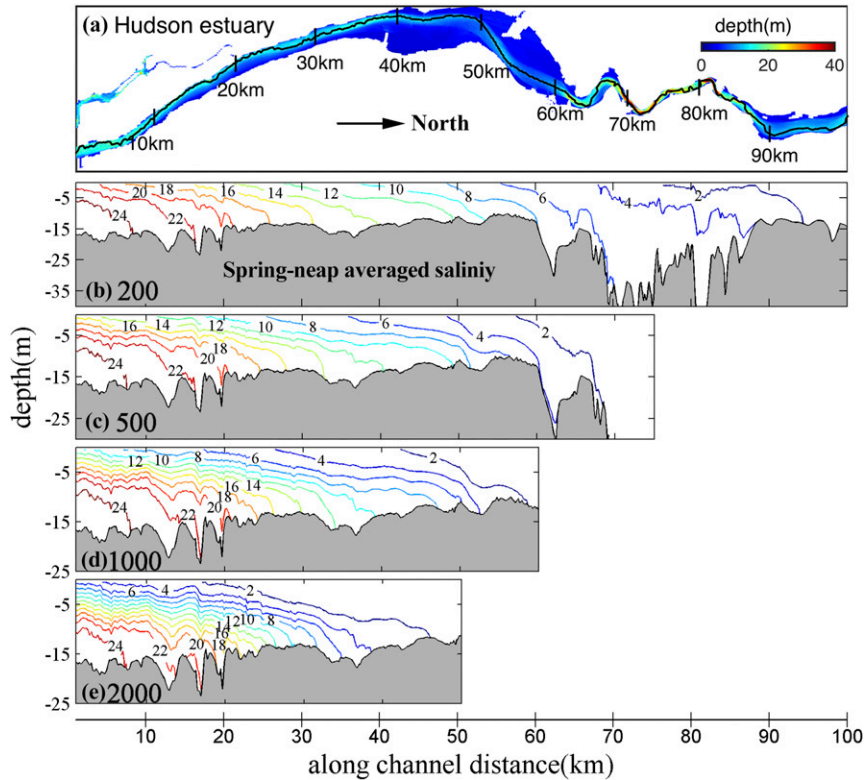 (a) Hudson estuary
depth(m)
0 20 40
10km
20km
30km
40km
50km
60km
70km
80km
90km
North
-5
-15
-25
-35
24 20 22 18 16 14 12 10 8 6 4 2
Spring-neap averaged saliniy
(b) 200
-5
-15
-25
24 16 22 14 20 18 12 10 8 6 4 2
(c) 500
-5
-15
-25
24 12 10 22 8 20 18 16 6 14 4 2
(d) 1000
-5
-15
-25
24 6 22 4 20 18 16 14 12 10 2 8
(e) 2000
depth(m)
10 20 30 40 50 60 70 80 90 100
along channel distance(km)